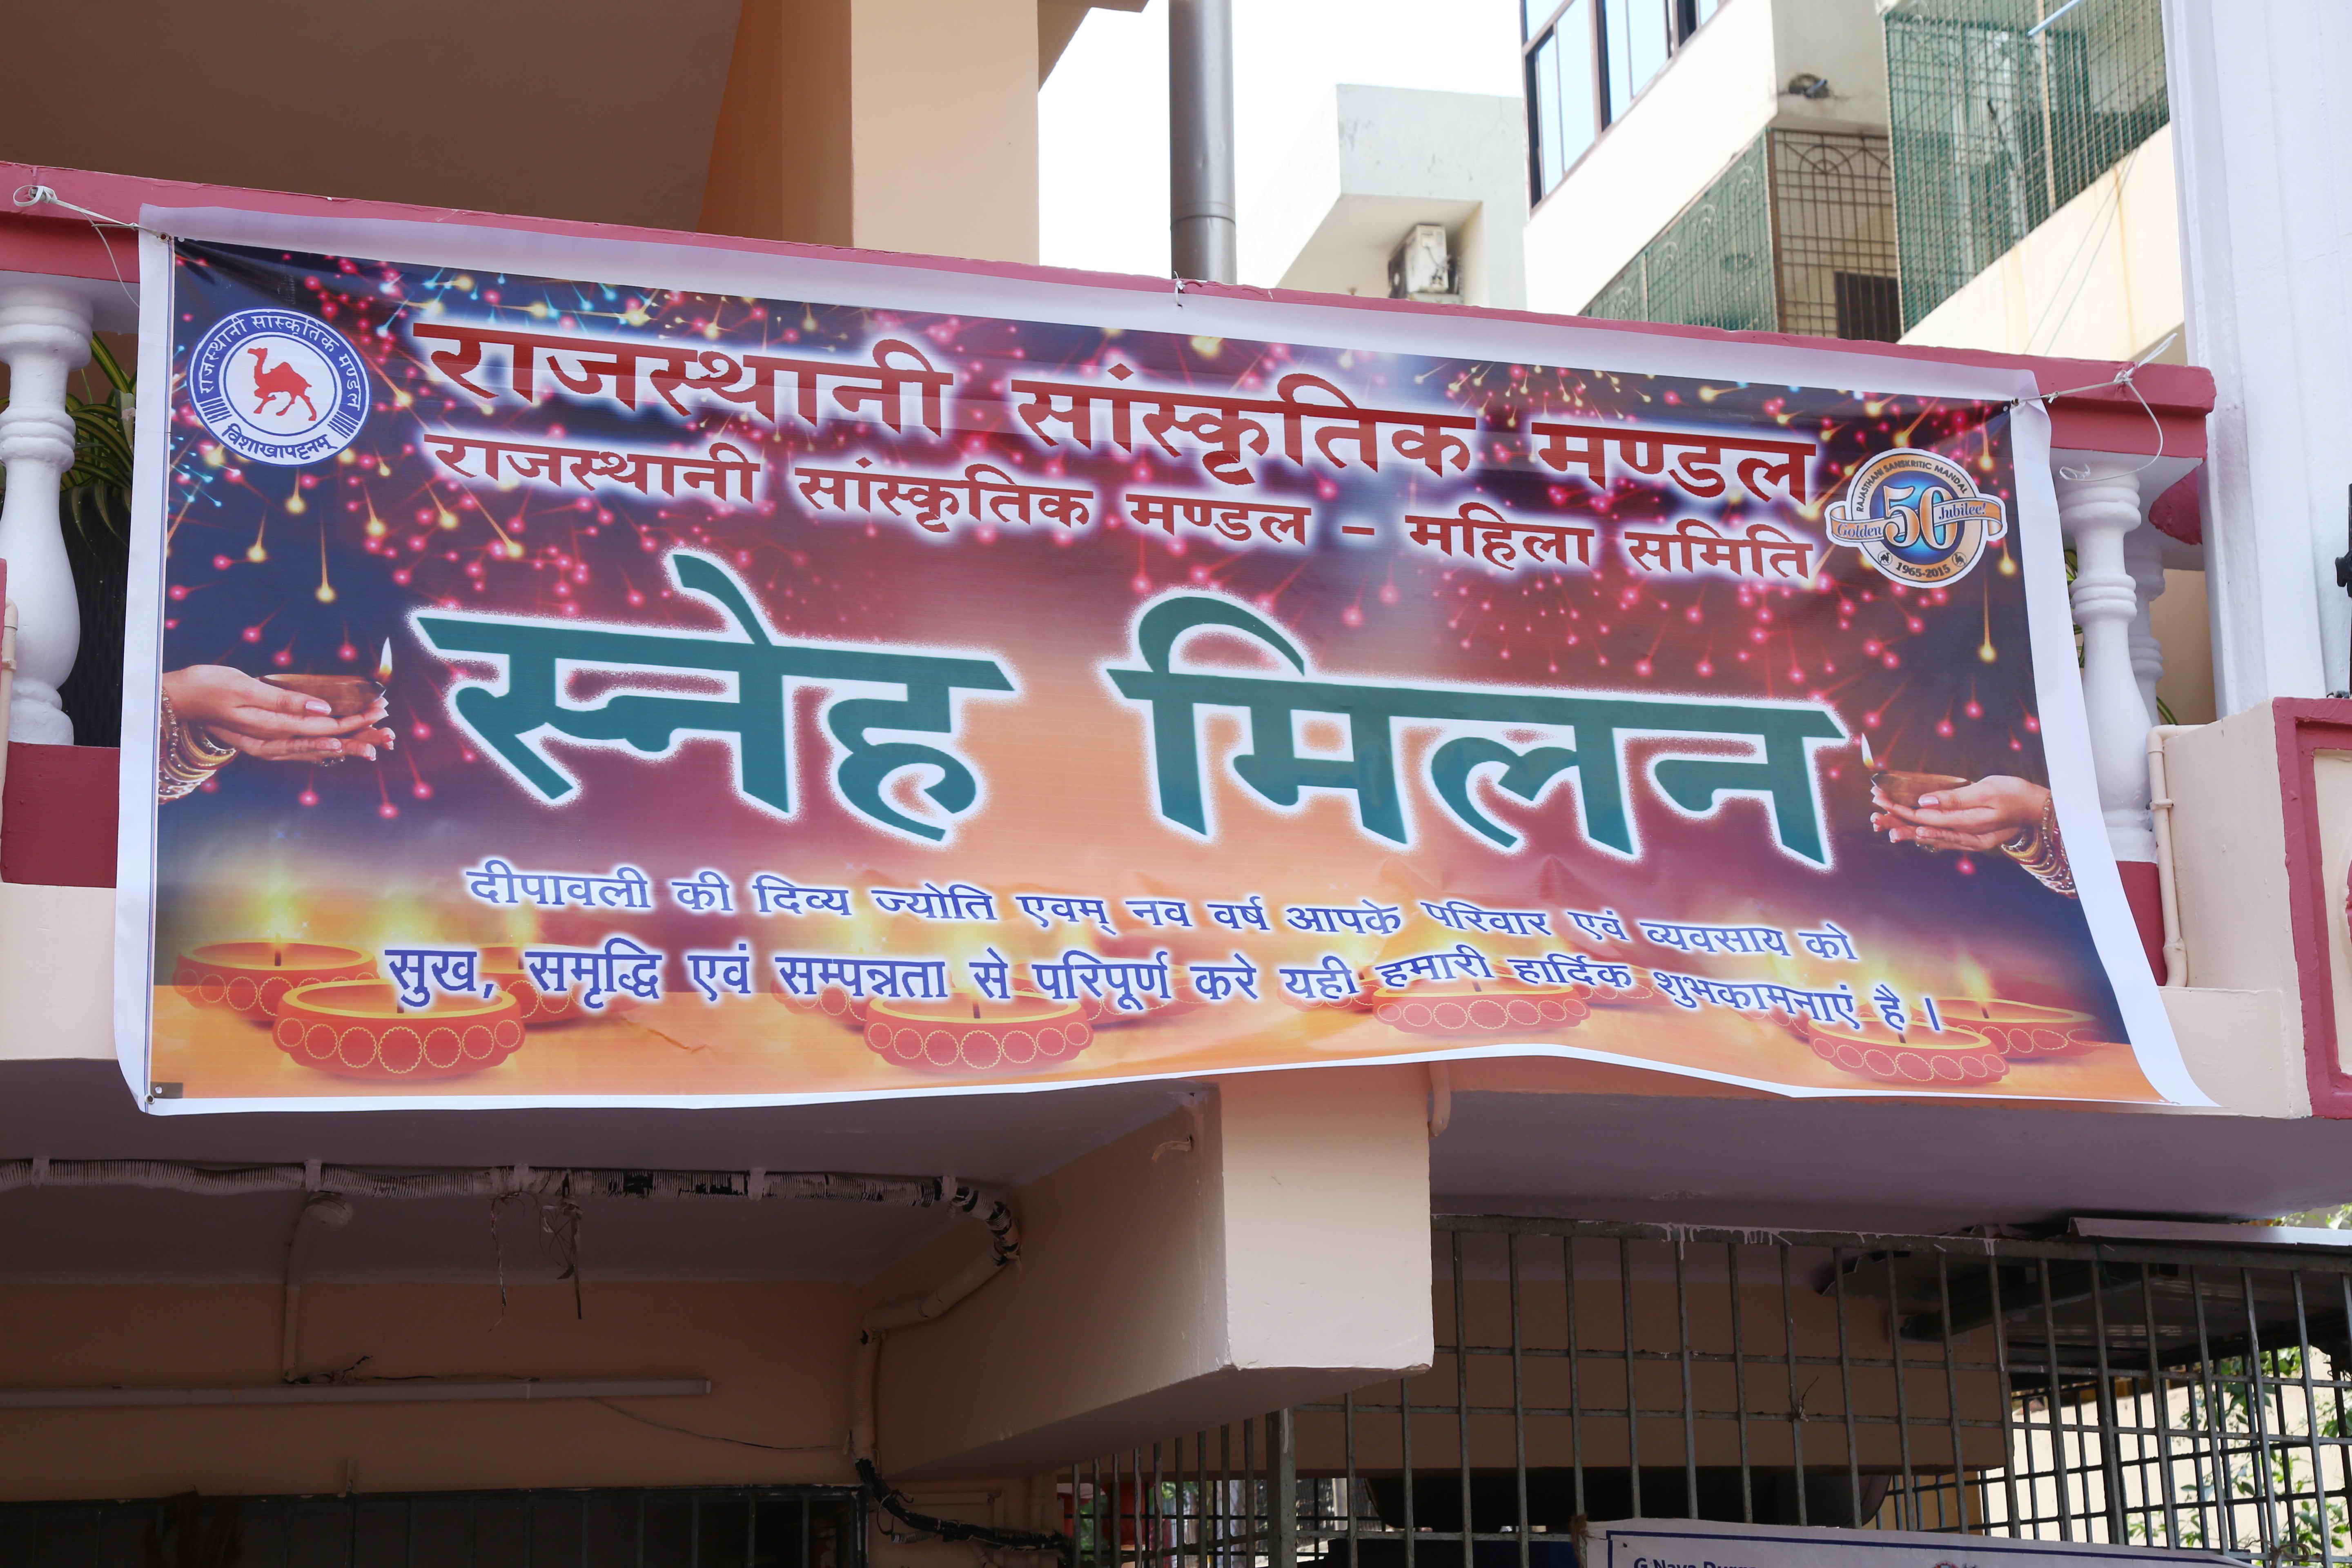 राजस्थानी सांस्कृतिक मण्डल
विशाखापट्टनम्
राजस्थानी सांस्कृतिक मण्डल
राजस्थानी सांस्कृतिक मण्डल - महिला समिति
RAJASTHANI SANSKRITIC MANDAL
50
Golden Jubilee!
1965-2015
स्नेह मिलन
दीपावली की दिव्य ज्योति एवम् नव वर्ष आपके परिवार एवं व्यवसाय को
सुख, समृद्धि एवं सम्पन्नता से परिपूर्ण करे यही हमारी हार्दिक शुभकामनाएं है ।
G Naya